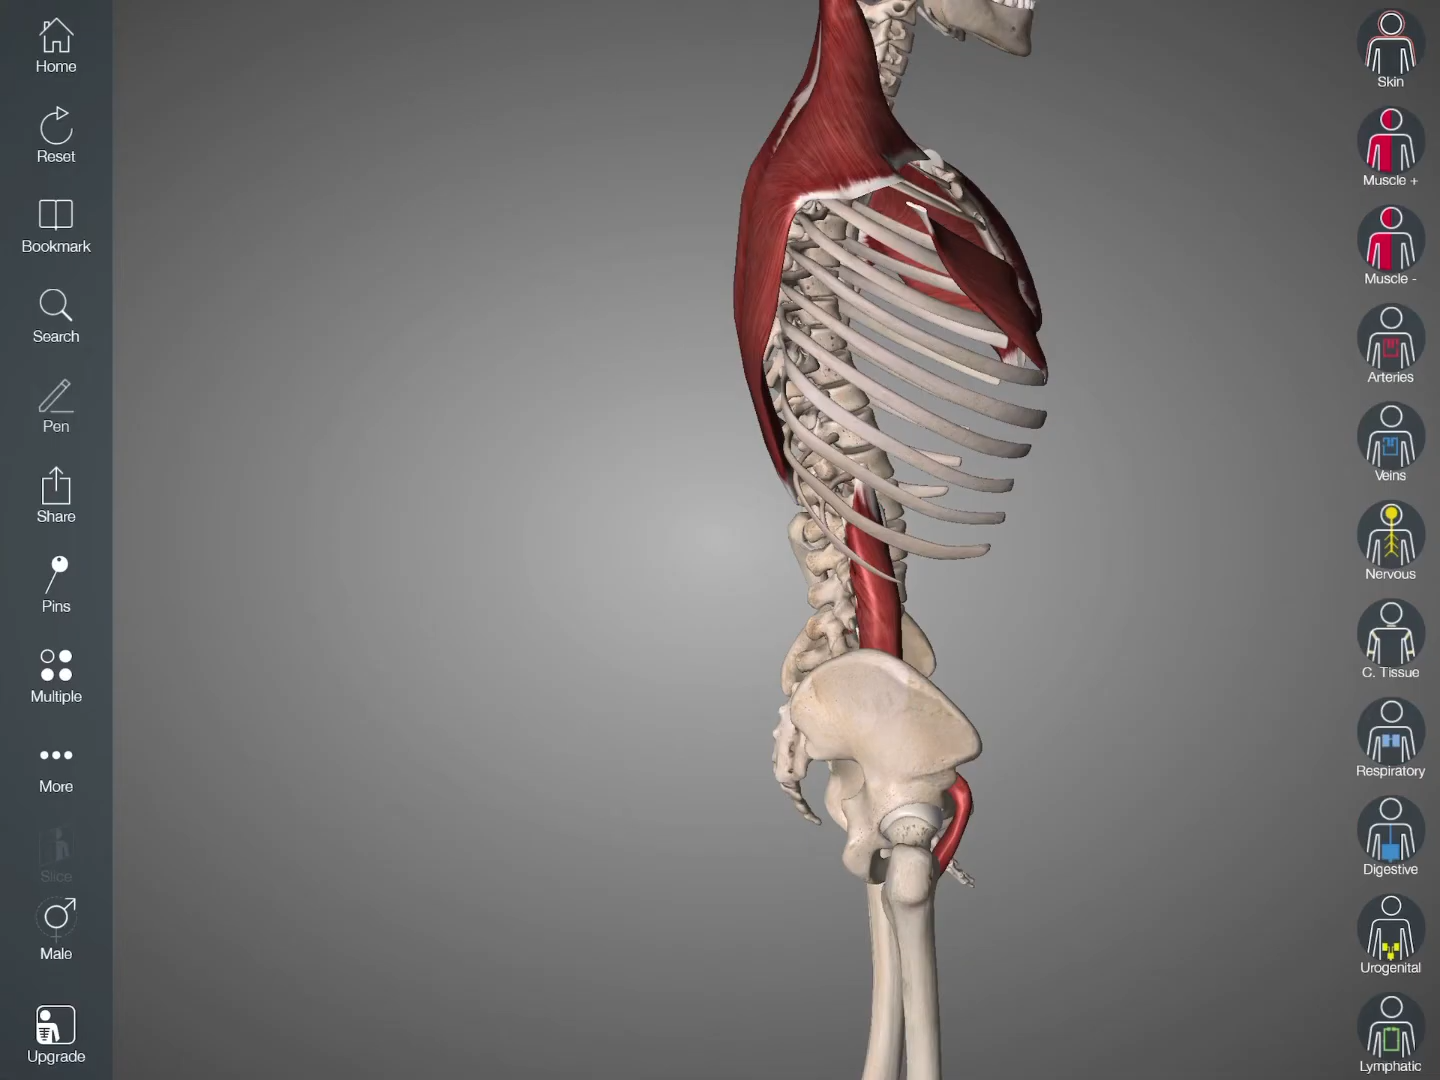 Home
Reset
Bookmark
Search
Pen
Share
Pins
Multiple
More
Slice
Male
Upgrade
Skin
Muscle +
Muscle -
Arteries
Veins
Nervous
C. Tissue
Respiratory
Digestive
Urogenital
Lymphatic